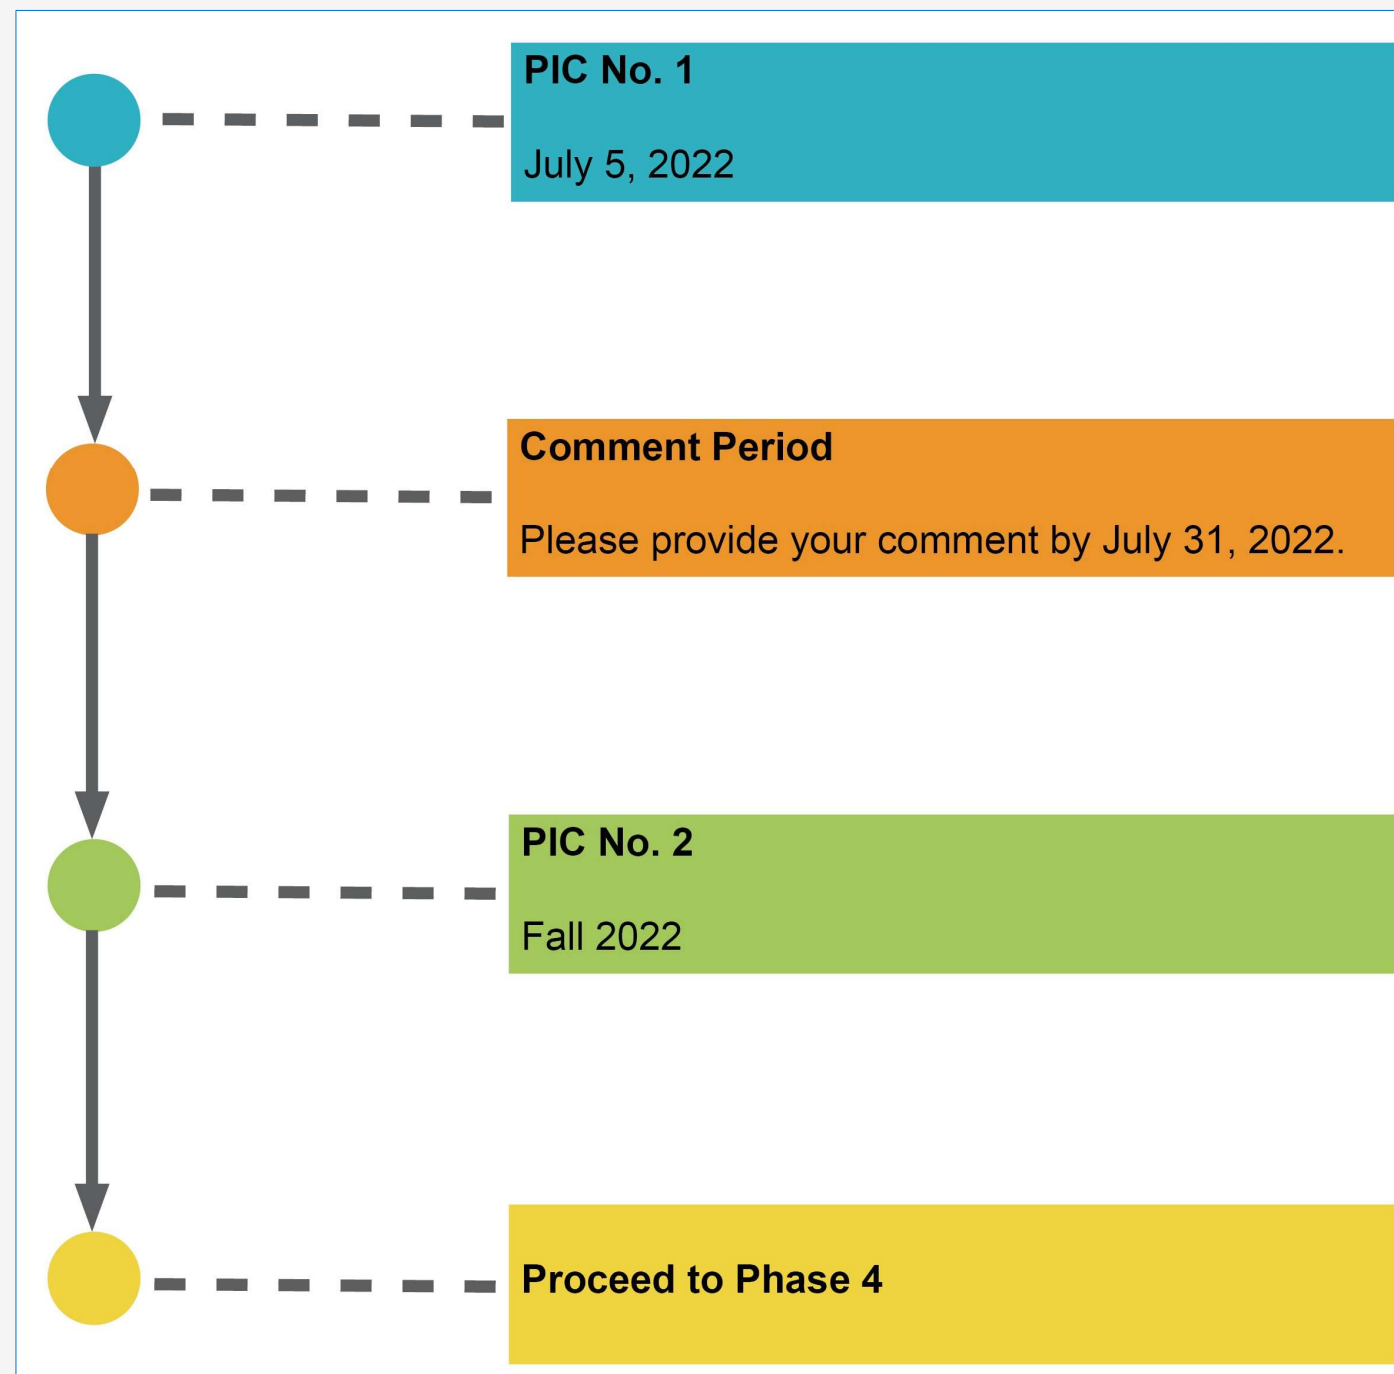 PIC No. 1
July 5, 2022
Comment Period
Please provide your comment by July 31, 2022.
PIC No. 2
Fall 2022
Proceed to Phase 4